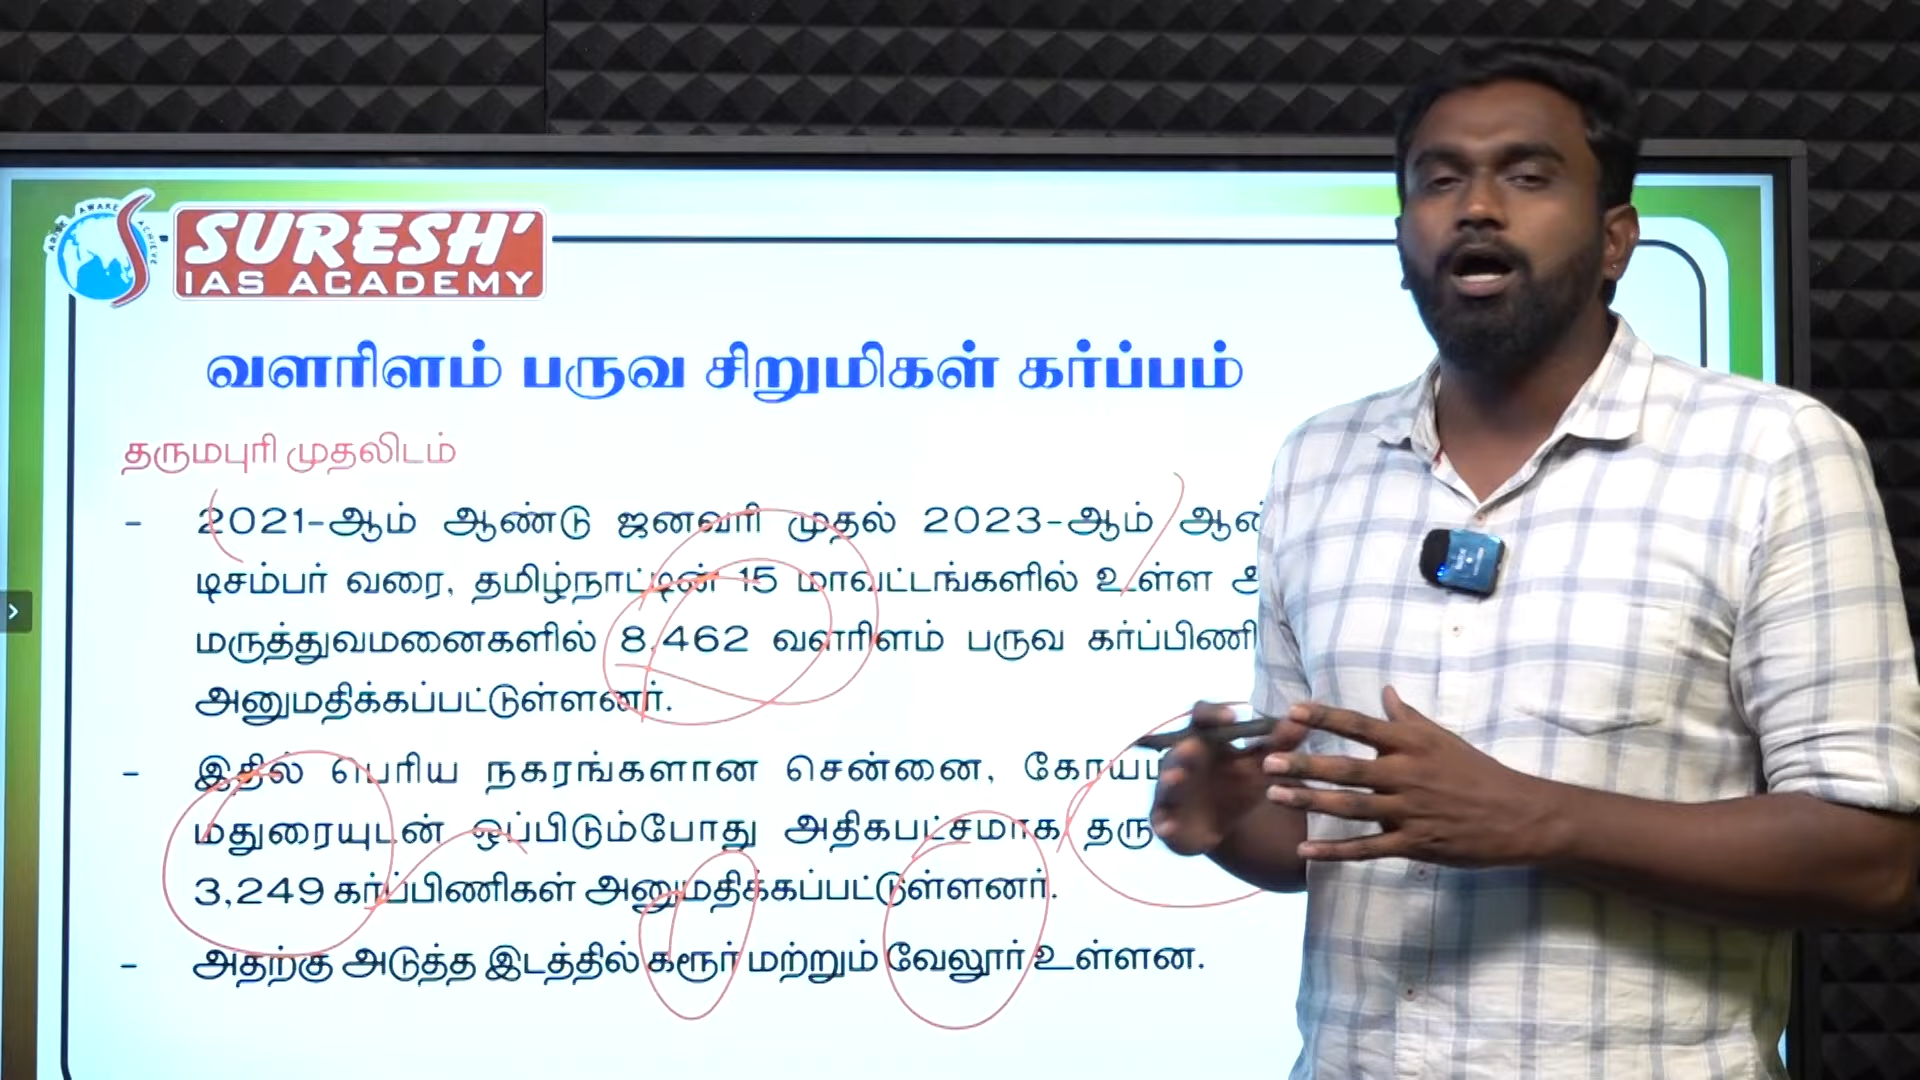 ARISE AWAKE ACHIEVE
SURESH'
IAS ACADEMY
வளரிளம் பருவ சிறுமிகள் கர்ப்பம்
தருமபுரி முதலிடம்
- 2021-ஆம் ஆண்டு ஜனவரி முதல் 2023-ஆம்
டிசம்பர் வரை, தமிழ்நாட்டின் 15 மாவட்டங்களில் உள்ள
மருத்துவமனைகளில் 8,462 வளரிளம் பருவ
அனுமதிக்கப்பட்டுள்ளனர்.
- இதில் பெரிய நகரங்களான சென்னை,
மதுரையுடன் ஒப்பிடும்போது அதிகபட்சமாக
3,249 கர்ப்பிணிகள் அனுமதிக்கப்பட்டுள்ளனர்.
- அதற்கு அடுத்த இடத்தில் கரூர் மற்றும் வேலூர் உள்ளன.